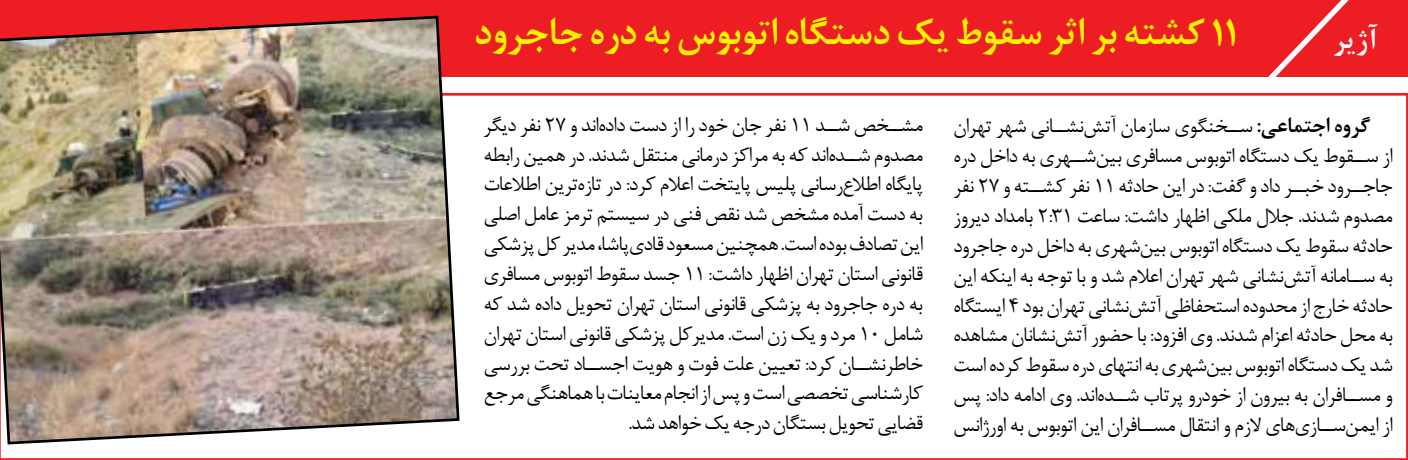 آژیر
۱۱ کشته بر اثر سقوط یک دستگاه اتوبوس به دره جاجرود
گروه اجتماعی: سخنگوی سازمان آتش‌نشانی شهر تهران
از سقوط یک دستگاه اتوبوس مسافری بین‌شهری به داخل دره
جاجرود خبر داد و گفت: در این حادثه ۱۱ نفر کشته و ۲۷ نفر
مصدوم شدند. جلال ملکی اظهار داشت: ساعت ۲:۳۱ بامداد دیروز
حادثه سقوط یک دستگاه اتوبوس بین‌شهری به داخل دره جاجرود
به سامانه آتش‌نشانی شهر تهران اعلام شد و با توجه به اینکه این
حادثه خارج از محدوده استحفاظی آتش‌نشانی تهران بود ۴ ایستگاه
به محل حادثه اعزام شدند. وی افزود: با حضور آتش‌نشانان مشاهده
شد یک دستگاه اتوبوس بین‌شهری به انتهای دره سقوط کرده است
و مسافران به بیرون از خودرو پرتاب شده‌اند. وی ادامه داد: پس
از ایمن‌سازی‌های لازم و انتقال مسافران این اتوبوس به اورژانس
مشخص شد ۱۱ نفر جان خود را از دست داده‌اند و ۲۷ نفر دیگر
مصدوم شده‌اند که به مراکز درمانی منتقل شدند. در همین رابطه
پایگاه اطلاع‌رسانی پلیس پایتخت اعلام کرد: در تازه‌ترین اطلاعات
به دست آمده مشخص شد نقص فنی در سیستم ترمز عامل اصلی
این تصادف بوده است. همچنین مسعود قادی‌پاشا، مدیر کل پزشکی
قانونی استان تهران اظهار داشت: ۱۱ جسد سقوط اتوبوس مسافری
به دره جاجرود به پزشکی قانونی استان تهران تحویل داده شد که
شامل ۱۰ مرد و یک زن است. مدیرکل پزشکی قانونی استان تهران
خاطرنشان کرد: تعیین علت فوت و هویت اجساد تحت بررسی
کارشناسی تخصصی است و پس از انجام معاینات با هماهنگی مرجع
قضایی تحویل بستگان درجه یک خواهد شد.